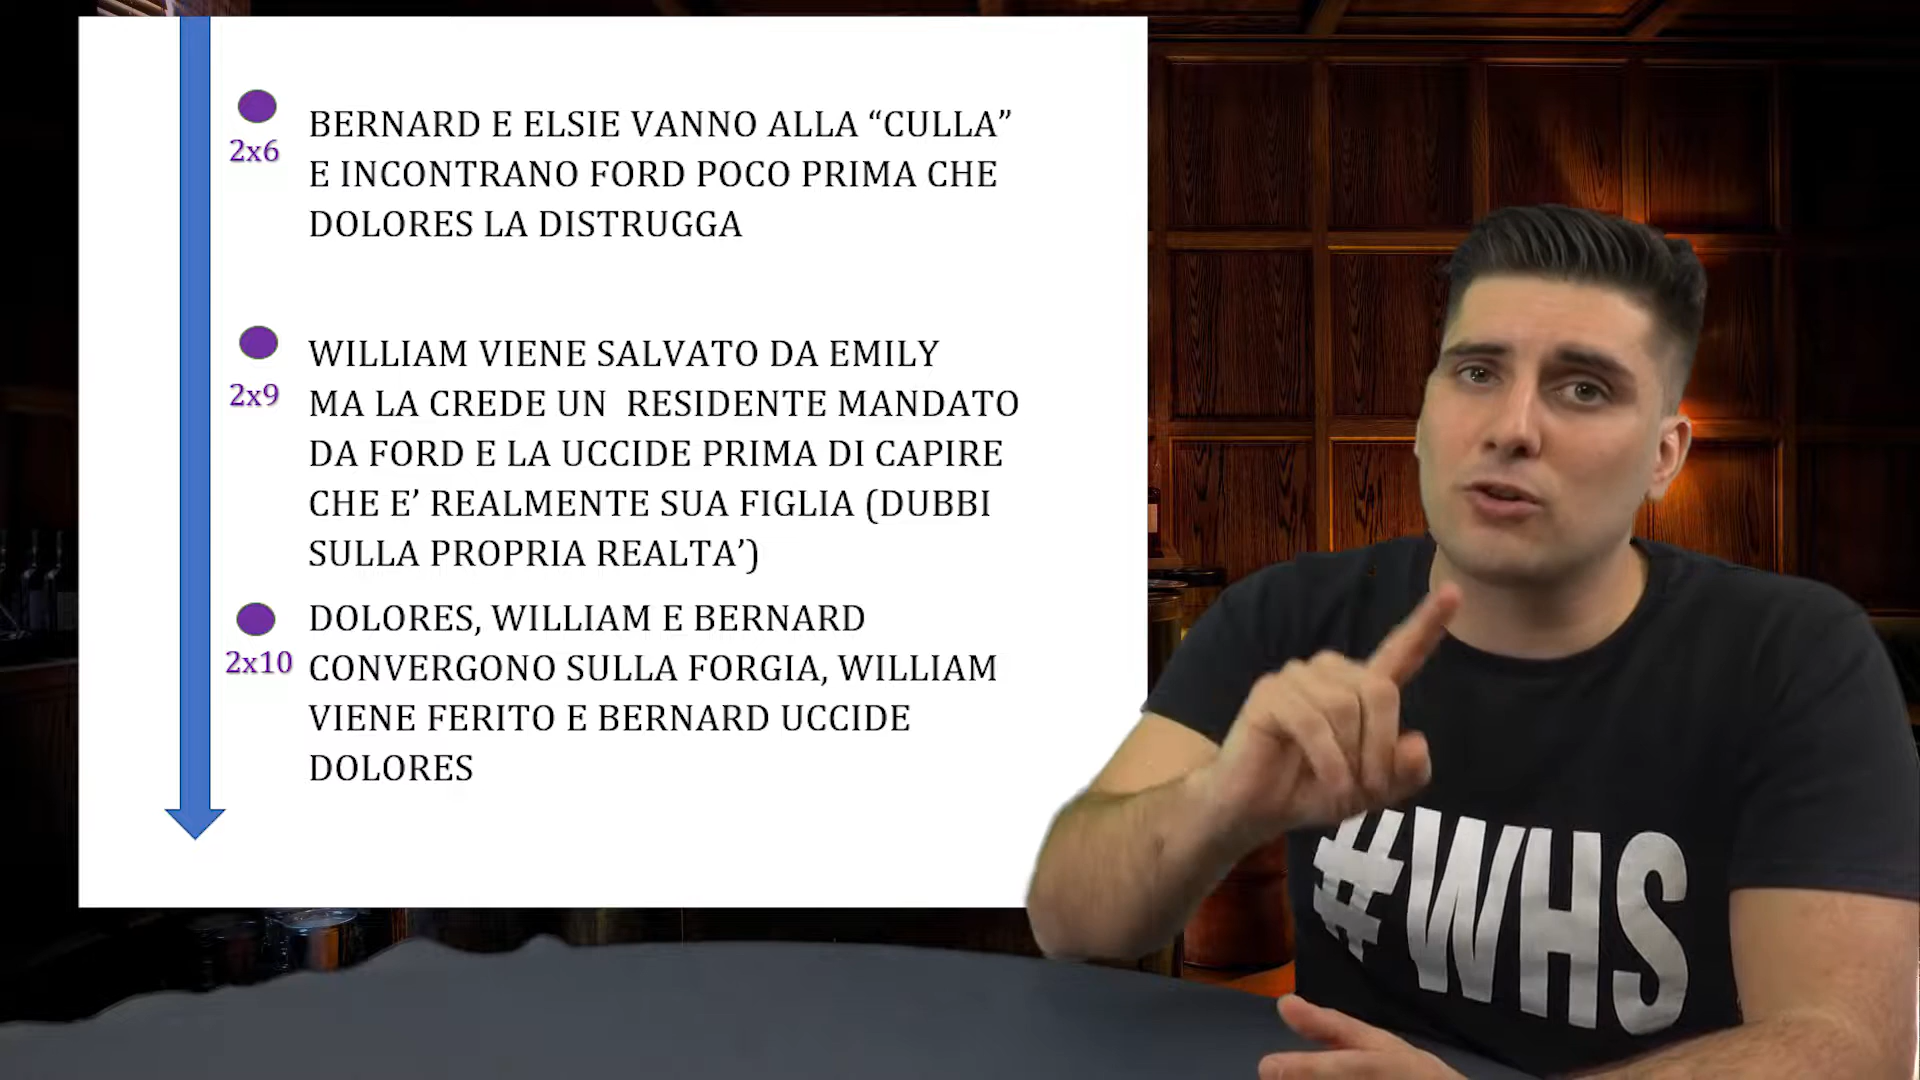 BERNARD E ELSIE VANNO ALLA “CULLA”
2x6
E INCONTRANO FORD POCO PRIMA CHE
DOLORES LA DISTRUGGA
WILLIAM VIENE SALVATO DA EMILY
2x9
MA LA CREDE UN  RESIDENTE MANDATO
DA FORD E LA UCCIDE PRIMA DI CAPIRE
CHE E’ REALMENTE SUA FIGLIA (DUBBI
SULLA PROPRIA REALTA’)
DOLORES, WILLIAM E BERNARD
2x10
CONVERGONO SULLA FORGIA, WILLIAM
VIENE FERITO E BERNARD UCCIDE
DOLORES
#WHS